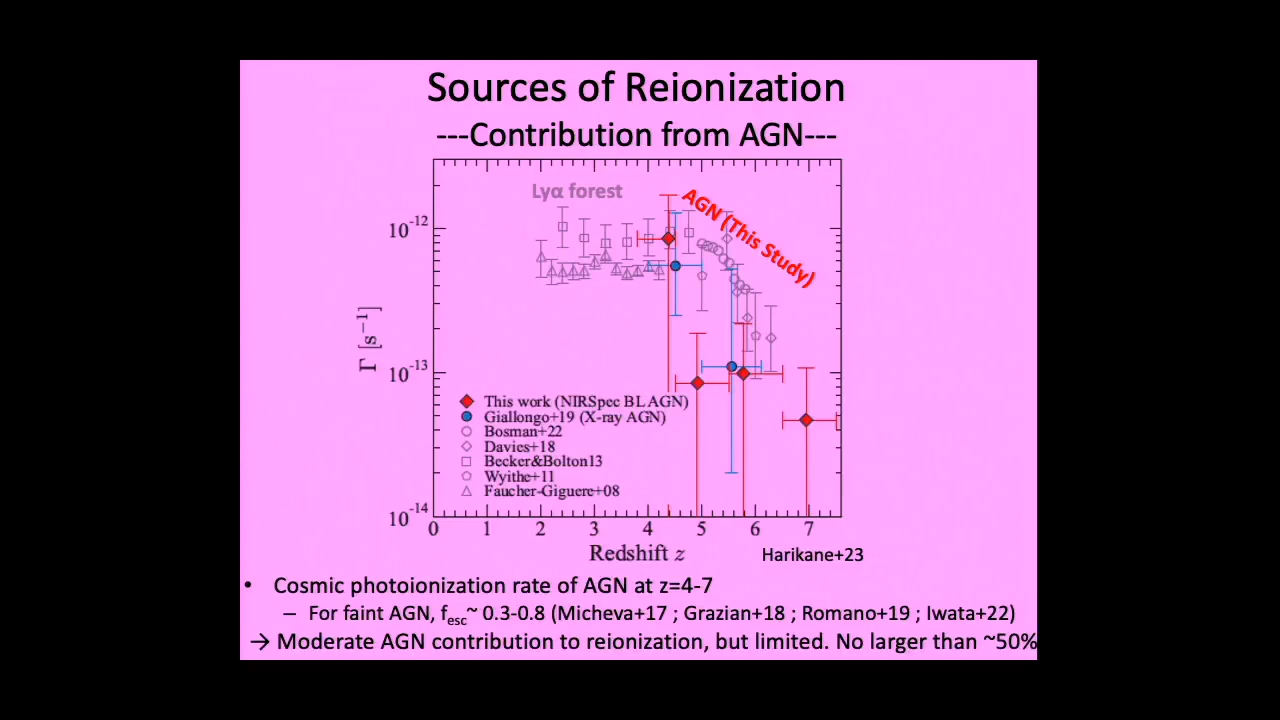 Sources of Reionization
---Contribution from AGN---
Lyα forest
AGN (This Study)
10⁻¹²
10⁻¹³
10⁻¹⁴
Γ [s⁻¹]
This work (NIRSpec BL AGN)
Giallongo+19 (X-ray AGN)
Bosman+22
Davies+18
Becker&Bolton13
Wyithe+11
Faucher-Giguere+08
0 1 2 3 4 5 6 7
Redshift z
Harikane+23
• Cosmic photoionization rate of AGN at z=4-7
– For faint AGN, fesc~ 0.3-0.8 (Micheva+17 ; Grazian+18 ; Romano+19 ; Iwata+22)
→ Moderate AGN contribution to reionization, but limited. No larger than ~50%